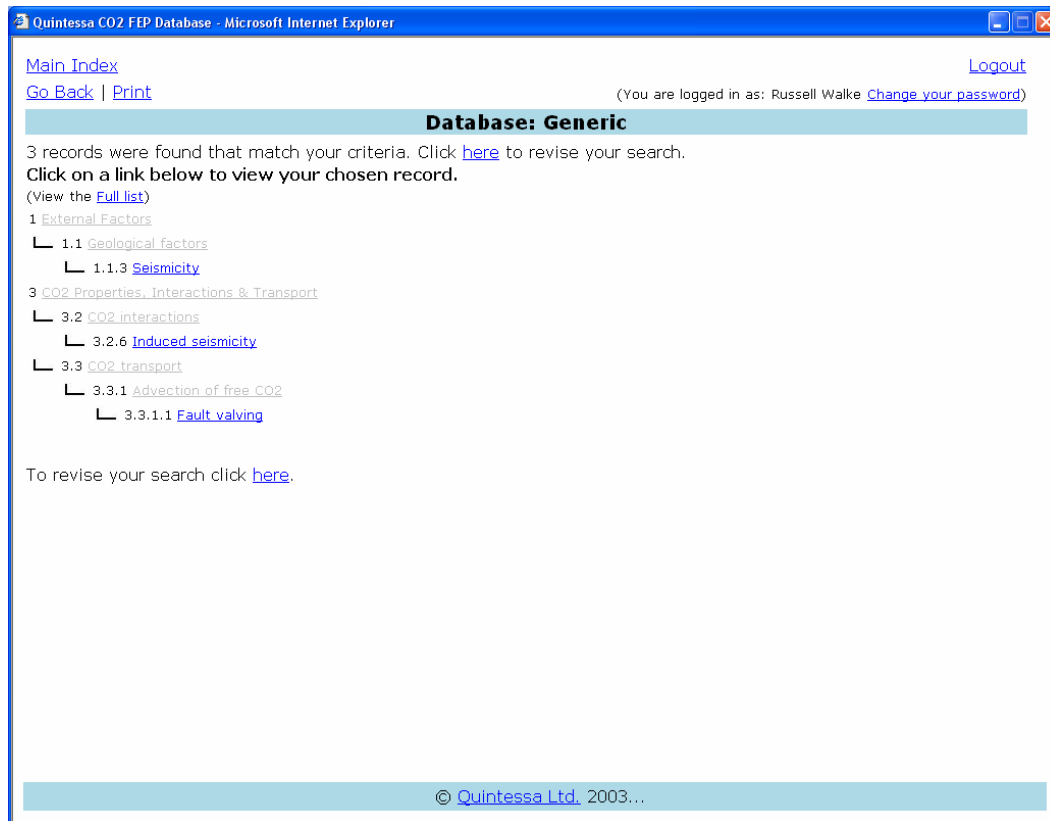 Quintessa CO2 FEP Database - Microsoft Internet Explorer
Main Index
Logout
Go Back | Print
(You are logged in as: Russell Walke Change your password)
Database: Generic
3 records were found that match your criteria. Click here to revise your search.
Click on a link below to view your chosen record.
(View the Full list)
1 External Factors
1.1 Geological factors
1.1.3 Seismicity
3 CO2 Properties, Interactions & Transport
3.2 CO2 interactions
3.2.6 Induced seismicity
3.3 CO2 transport
3.3.1 Advection of free CO2
3.3.1.1 Fault valving
To revise your search click here.
© Quintessa Ltd. 2003...